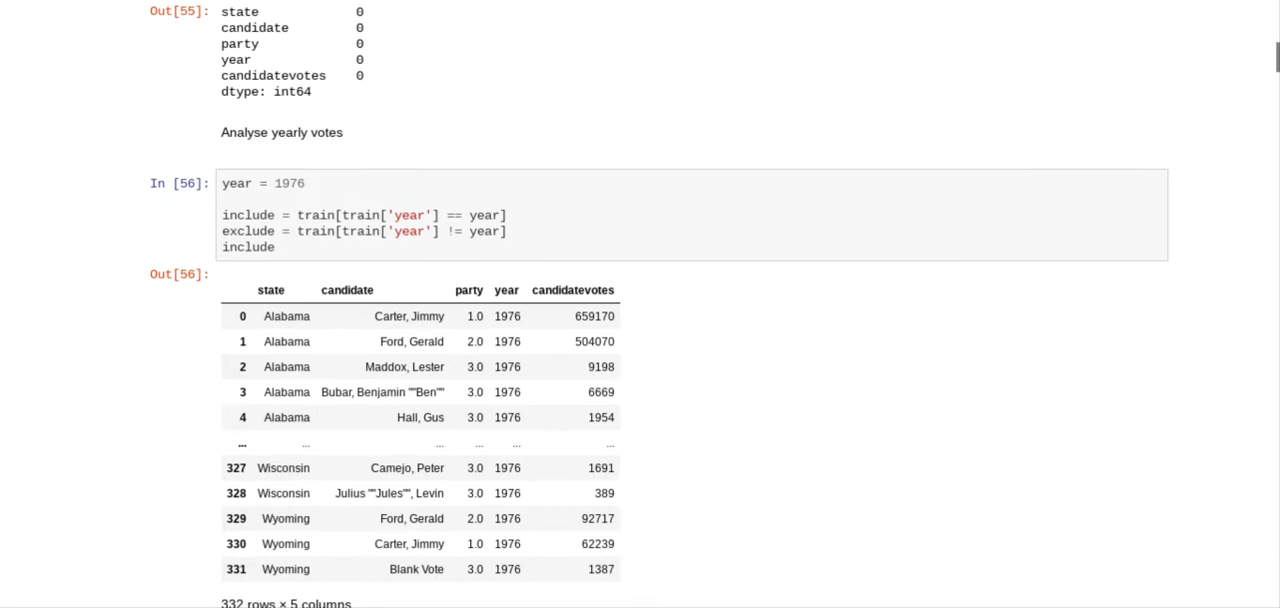 Out[55]: state 0
candidate 0
party 0
year 0
candidatevotes 0
dtype: int64
Analyse yearly votes
In [56]: year = 1976
include = train[train['year'] == year]
exclude = train[train['year'] != year]
include
Out[56]:
state candidate party year candidatevotes
0 Alabama Carter, Jimmy 1.0 1976 659170
1 Alabama Ford, Gerald 2.0 1976 504070
2 Alabama Maddox, Lester 3.0 1976 9198
3 Alabama Bubar, Benjamin ""Ben"" 3.0 1976 6669
4 Alabama Hall, Gus 3.0 1976 1954
... ... ... ... ... ...
327 Wisconsin Camejo, Peter 3.0 1976 1691
328 Wisconsin Julius ""Jules"", Levin 3.0 1976 389
329 Wyoming Ford, Gerald 2.0 1976 92717
330 Wyoming Carter, Jimmy 1.0 1976 62239
331 Wyoming Blank Vote 3.0 1976 1387
332 rows × 5 columns